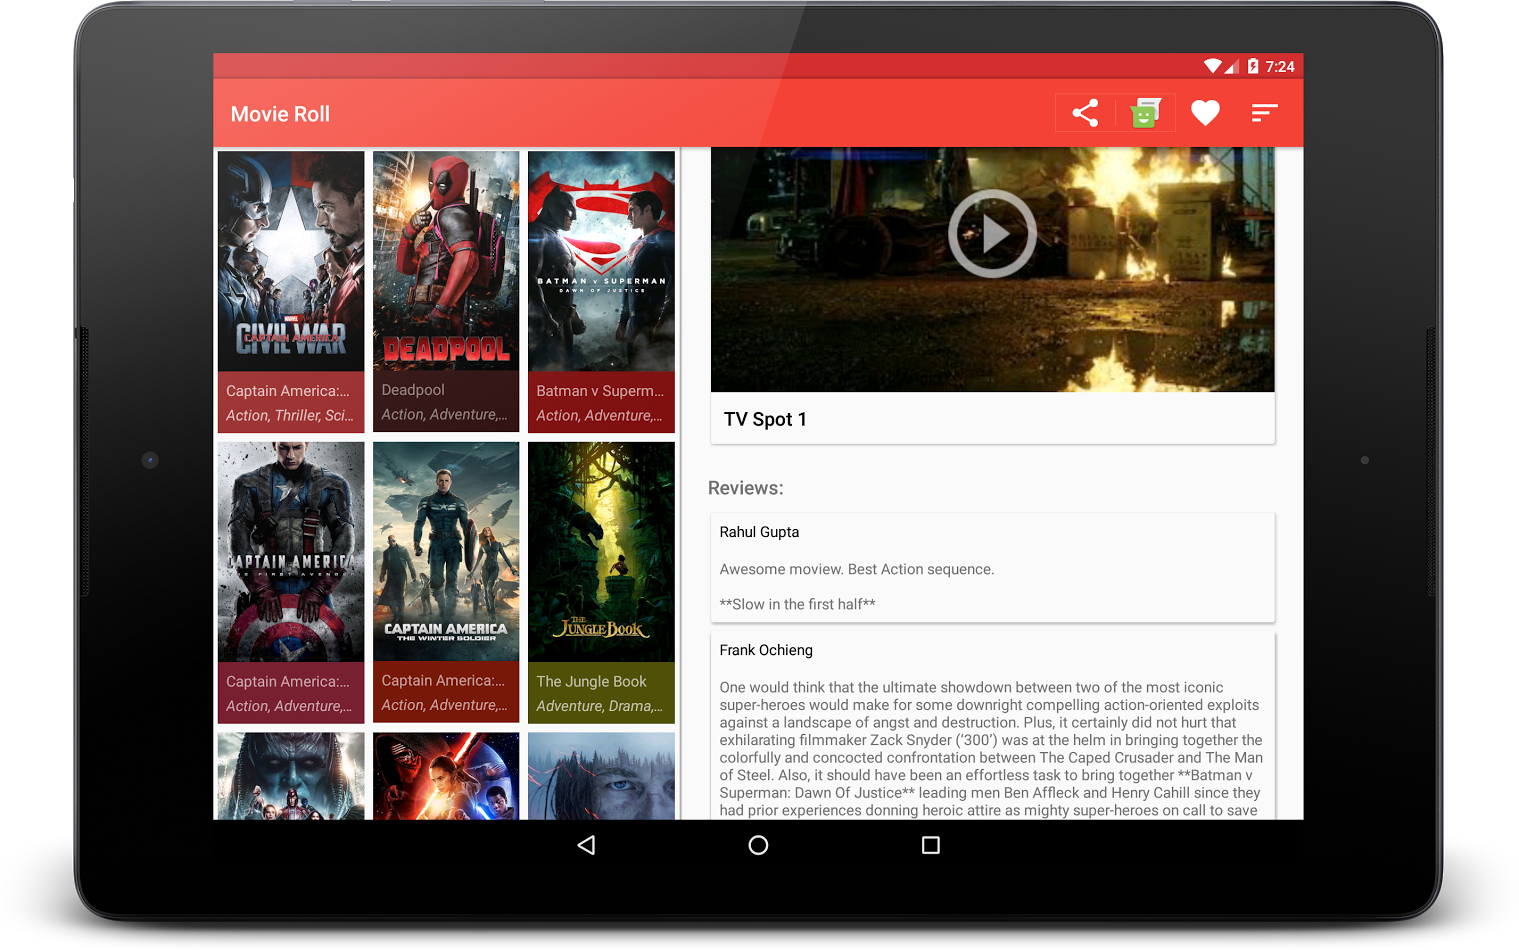 7:24
Movie Roll
MARVEL
CAPTAIN AMERICA
CIVIL WAR
Captain America:...
Action, Thriller, Sci...
DEADPOOL
Deadpool
Action, Adventure,...
BATMAN V SUPERMAN
DAWN OF JUSTICE
Batman v Superm...
Action, Adventure,...
CAPTAIN AMERICA
THE FIRST AVENGER
Captain America:...
Action, Adventure,...
CAPTAIN AMERICA
THE WINTER SOLDIER
Captain America:...
Action, Adventure,...
THE
JUNGLE BOOK
The Jungle Book
Adventure, Drama,...
TV Spot 1
Reviews:
Rahul Gupta
Awesome moview. Best Action sequence.
**Slow in the first half**
Frank Ochieng
One would think that the ultimate showdown between two of the most iconic
super-heroes would make for some downright compelling action-oriented exploits
against a landscape of angst and destruction. Plus, it certainly did not hurt that
exhilarating filmmaker Zack Snyder (‘300’) was at the helm in bringing together the
colorfully and concocted confrontation between The Caped Crusader and The Man
of Steel. Also, it should have been an effortless task to bring together **Batman v
Superman: Dawn Of Justice** leading men Ben Affleck and Henry Cahill since they
had prior experiences donning heroic attire as mighty super-heroes on call to save